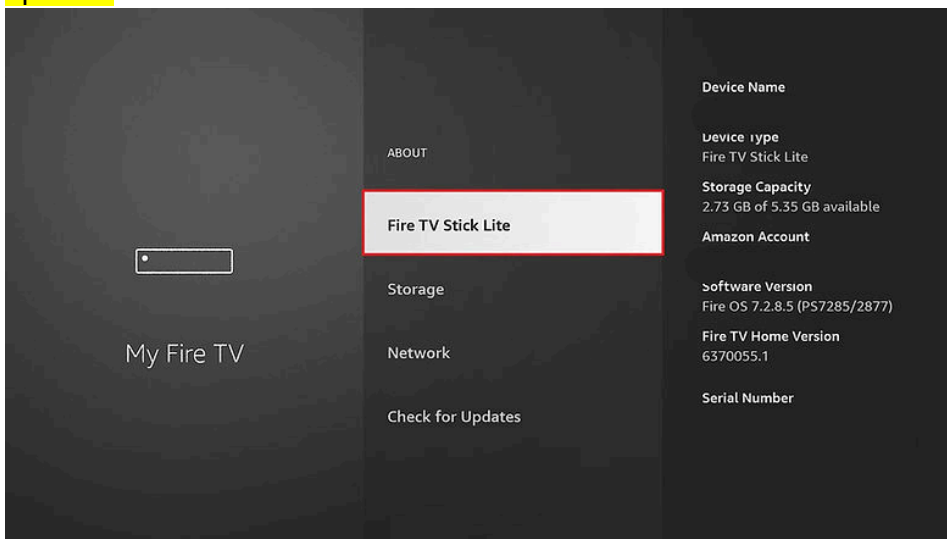 My Fire TV
ABOUT
Fire TV Stick Lite
Storage
Network
Check for Updates
Device Name
Device Type
Fire TV Stick Lite
Storage Capacity
2.73 GB of 5.35 GB available
Amazon Account
Software Version
Fire OS 7.2.8.5 (PS7285/2877)
Fire TV Home Version
6370055.1
Serial Number